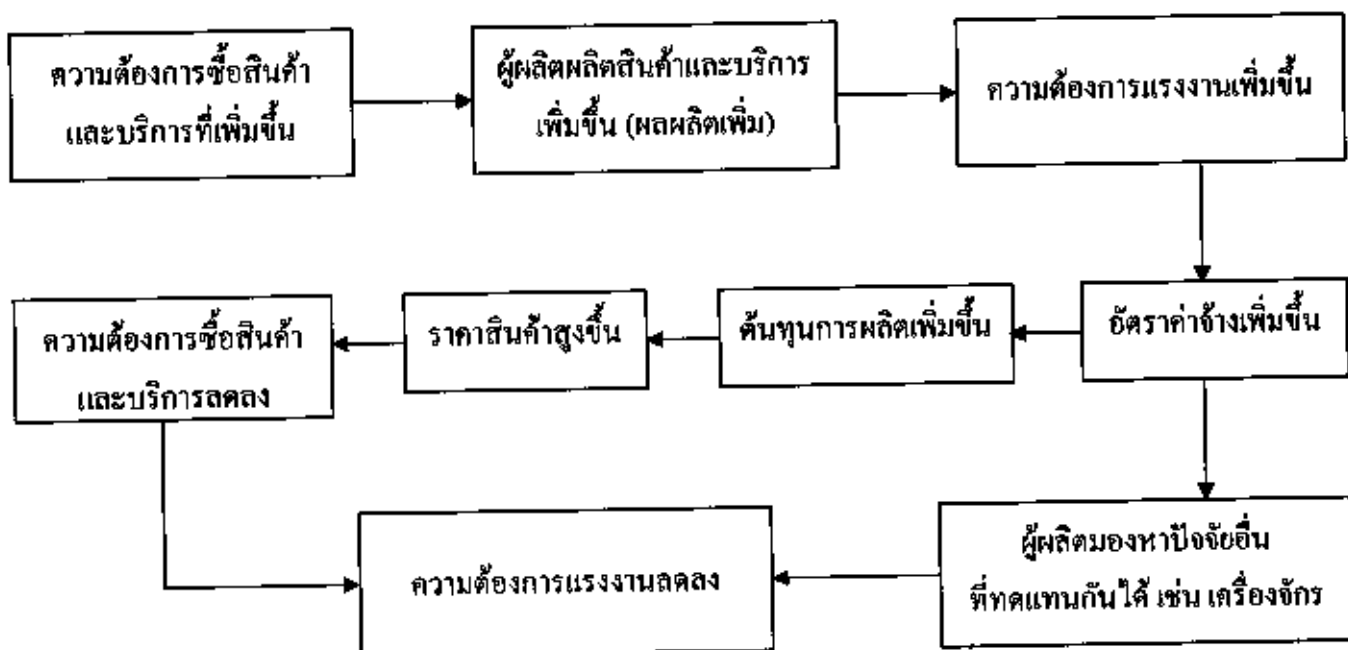 ความต้องการซื้อสินค้า
และบริการที่เพิ่มขึ้น
ผู้ผลิตผลิตสินค้าและบริการ
เพิ่มขึ้น (ผลผลิตเพิ่ม)
ความต้องการแรงงานเพิ่มขึ้น
อัตราค่าจ้างเพิ่มขึ้น
ต้นทุนการผลิตเพิ่มขึ้น
ราคาสินค้าสูงขึ้น
ความต้องการซื้อสินค้า
และบริการลดลง
ผู้ผลิตมองหาปัจจัยอื่น
ที่ทดแทนกันได้ เช่น เครื่องจักร
ความต้องการแรงงานลดลง